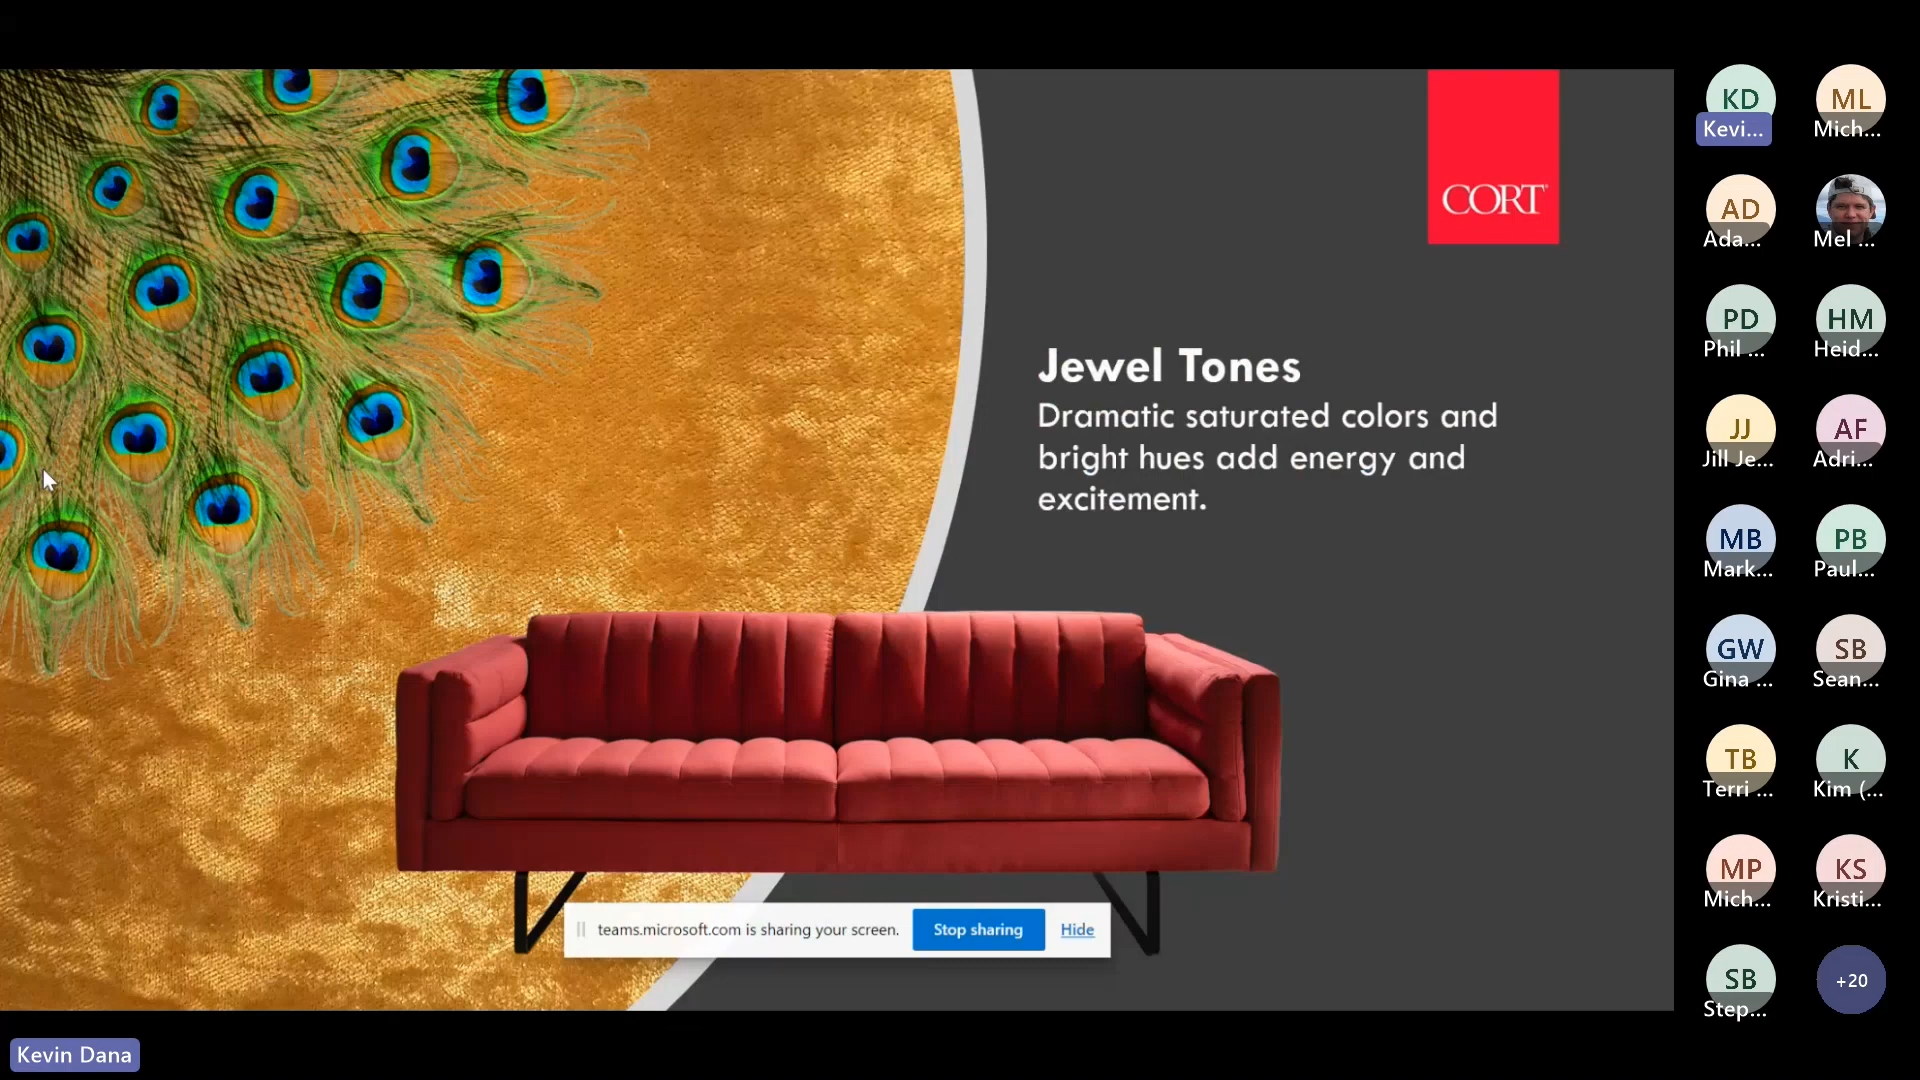 CORT
Jewel Tones
Dramatic saturated colors and
bright hues add energy and
excitement.
teams.microsoft.com is sharing your screen.
Stop sharing
Hide
Kevin Dana
KD
Kevi...
ML
Mich...
AD
Ada...
Mel ...
PD
Phil ...
HM
Heid...
JJ
Jill Je...
AF
Adri...
MB
Mark...
PB
Paul...
GW
Gina ...
SB
Sean...
TB
Terri ...
K
Kim (...
MP
Mich...
KS
Kristi...
SB
Step...
+20